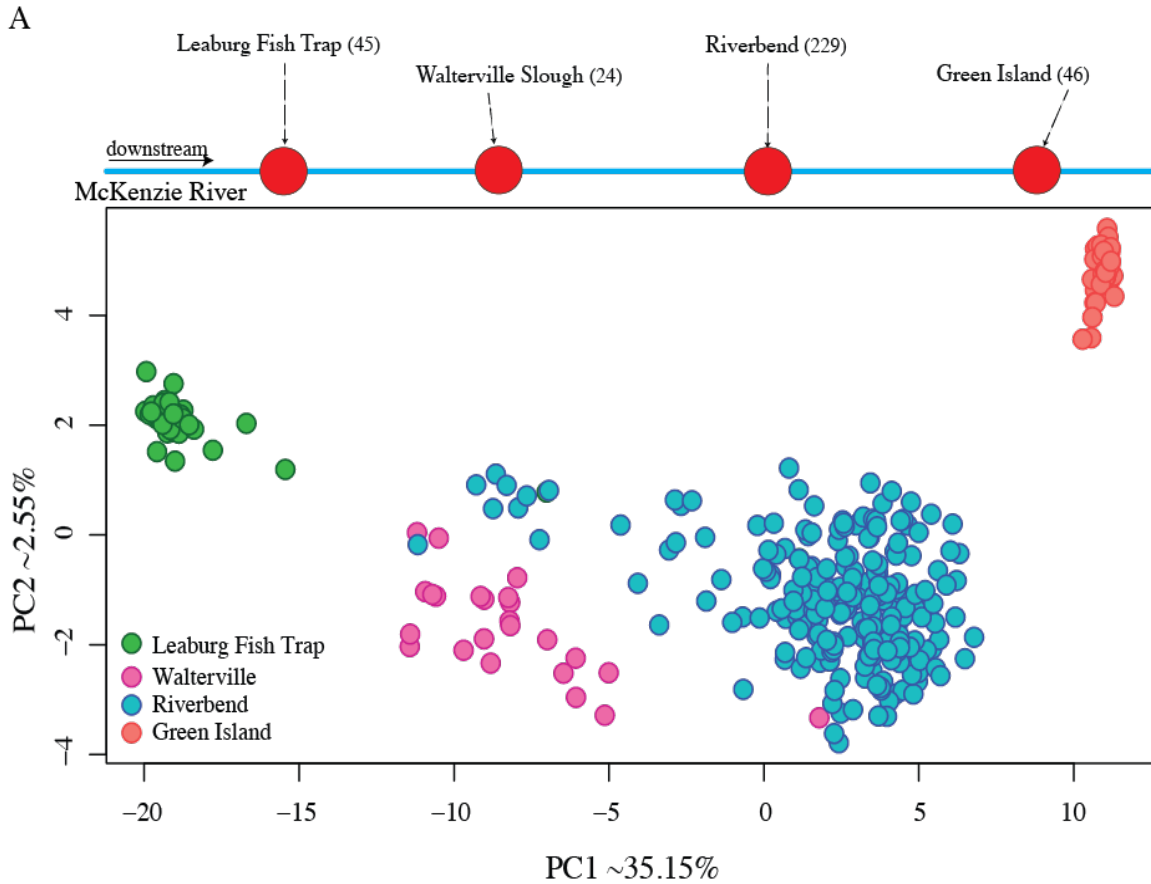 A
Leaburg Fish Trap (45)
Walterville Slough (24)
Riverbend (229)
Green Island (46)
downstream
McKenzie River
PC2 ~2.55%
4
2
0
−2
−4
Leaburg Fish Trap
Walterville
Riverbend
Green Island
−20
−15
−10
−5
0
5
10
PC1 ~35.15%